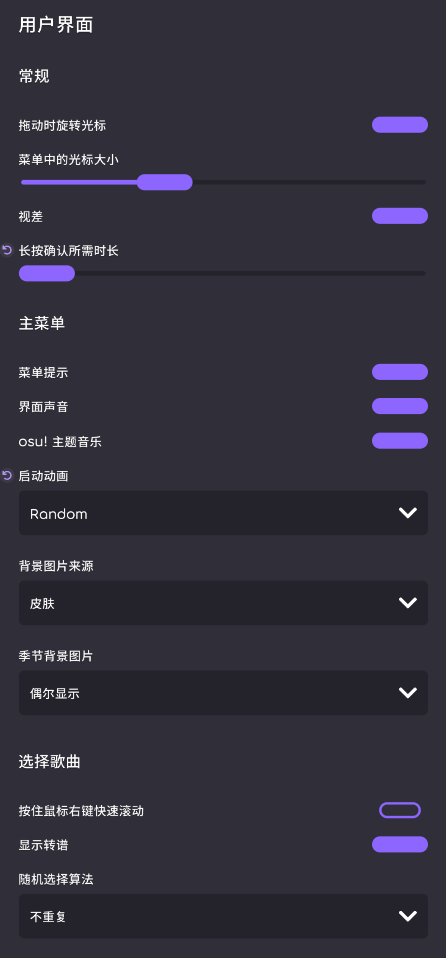 用户界面
常规
拖动时旋转光标
菜单中的光标大小
视差
长按确认所需时长
主菜单
菜单提示
界面声音
osu! 主题音乐
启动动画
Random
背景图片来源
皮肤
季节背景图片
偶尔显示
选择歌曲
按住鼠标右键快速滚动
显示转谱
随机选择算法
不重复